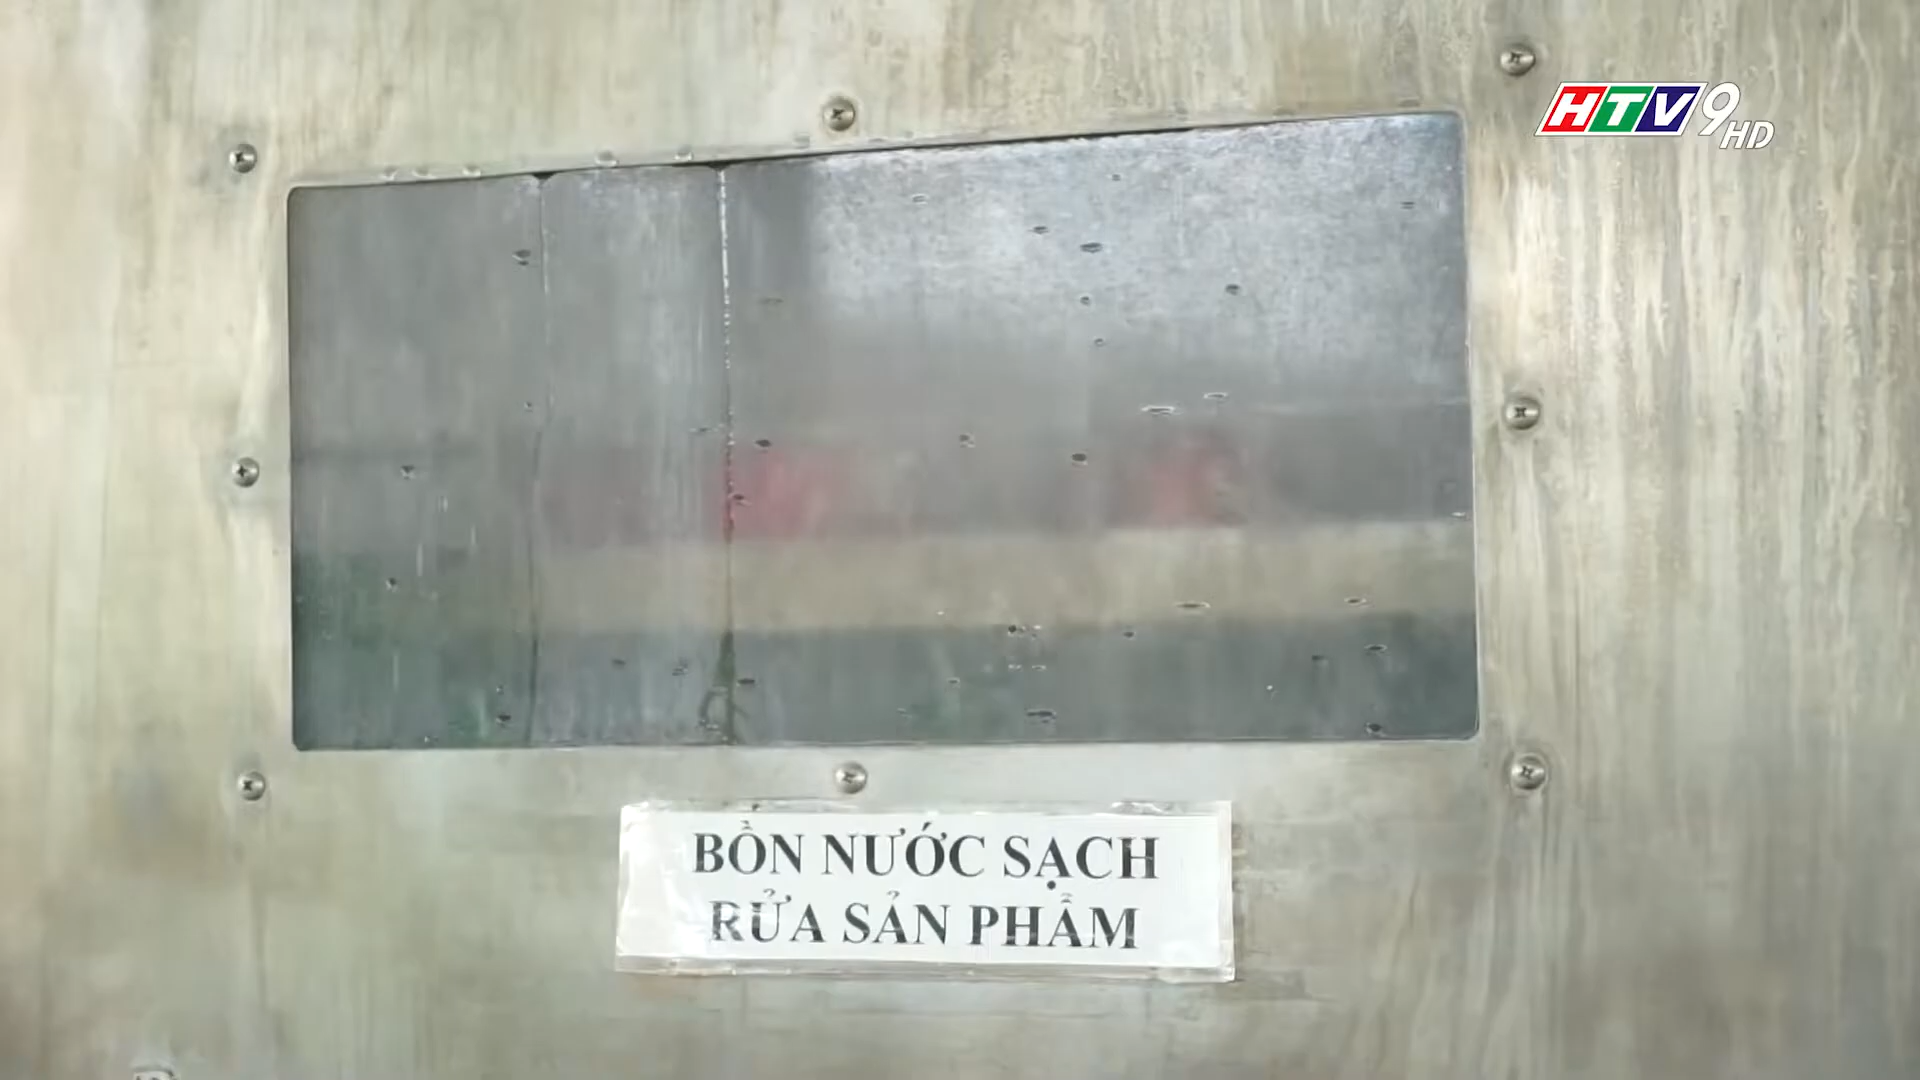 HTV9 HD
BỒN NƯỚC SẠCH
RỬA SẢN PHẨM